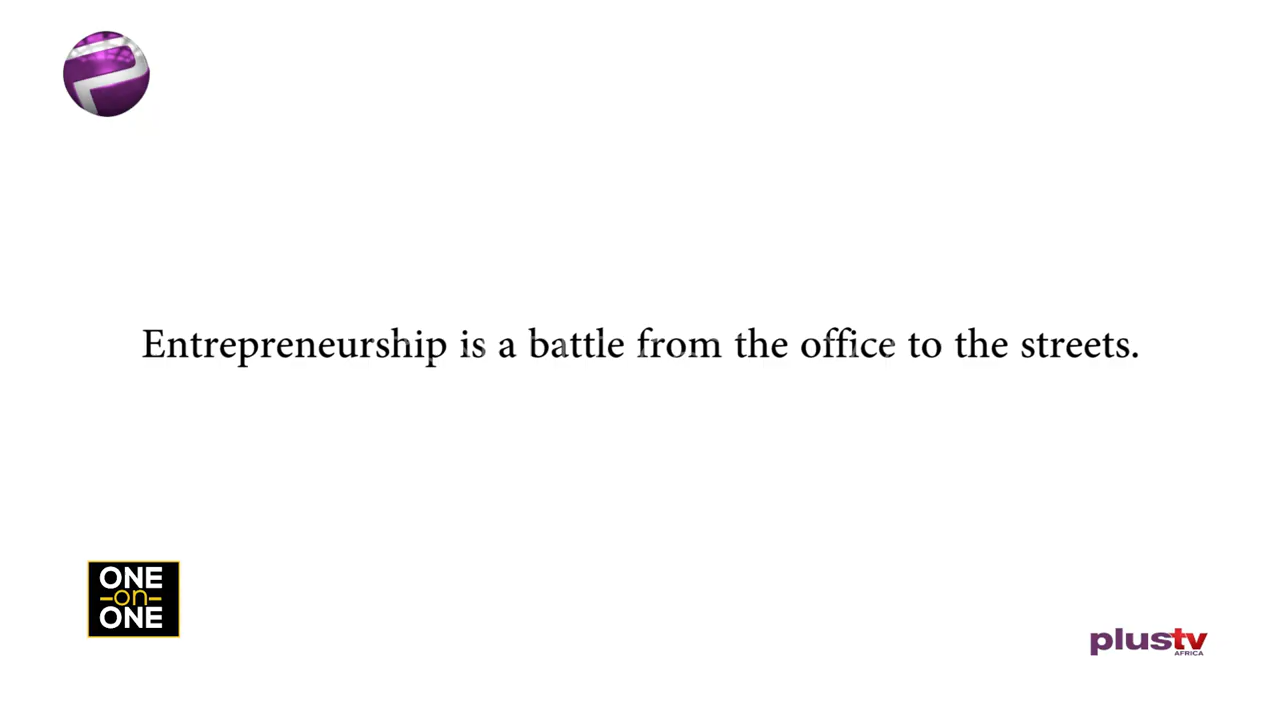 Entrepreneurship is a battle from the office to the streets.
ONE
on
ONE
plustv
AFRICA